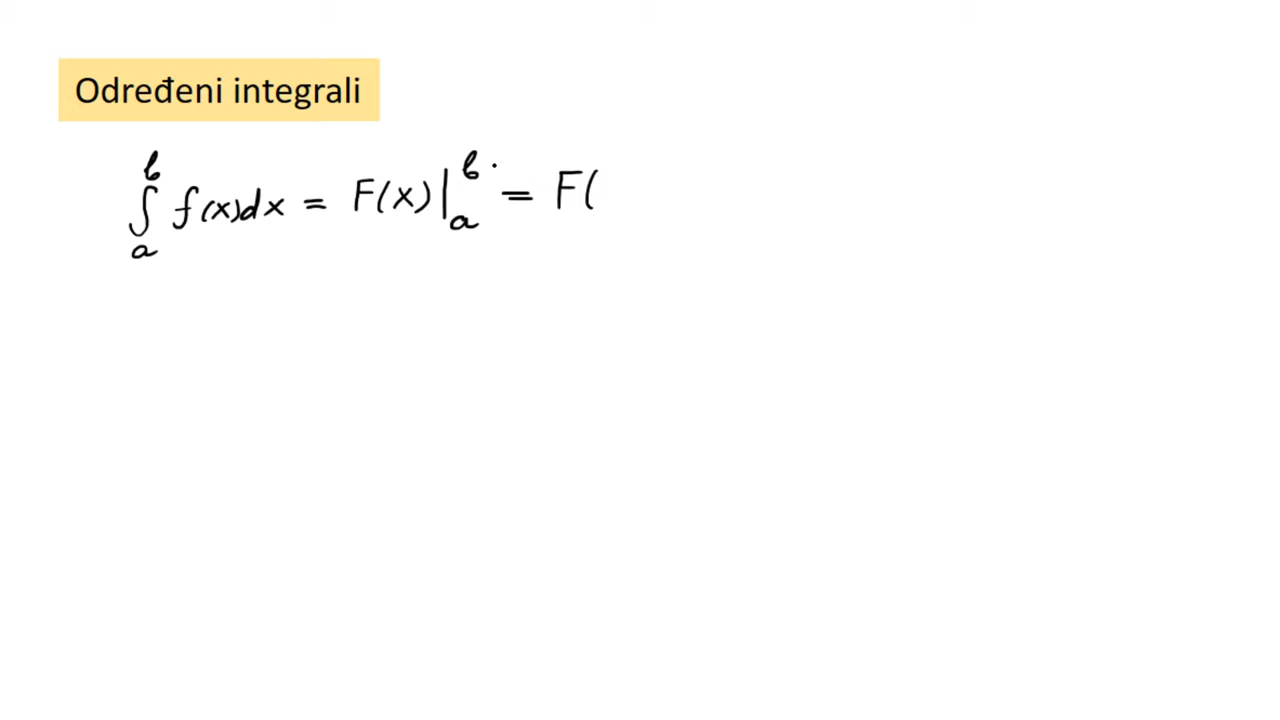 Određeni integrali
∫ₐᵇ f(x)dx = F(x)|ₐᵇ = F(